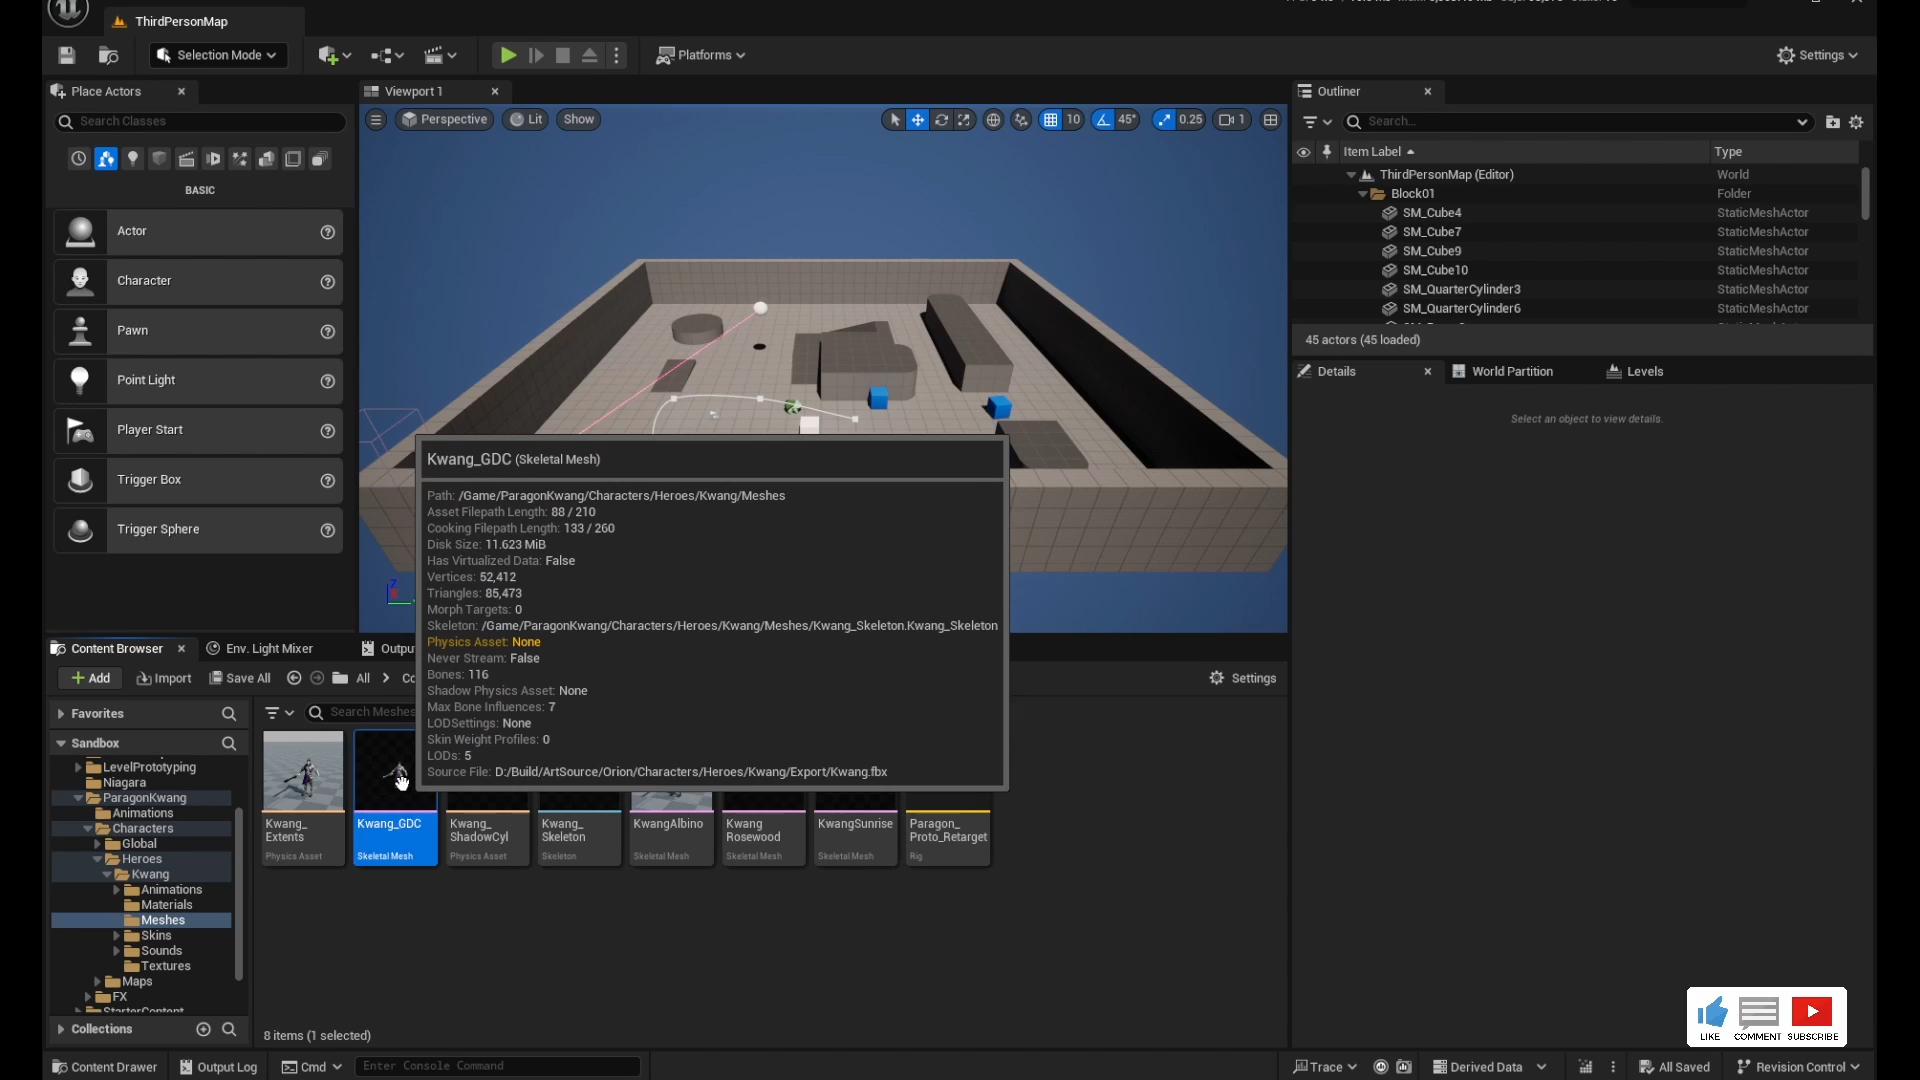 ThirdPersonMap
Selection Mode
Platforms
Settings
Place Actors
Viewport 1
Outliner
Search Classes
Perspective
Lit
Show
10
45°
0.25
1
Search...
Item Label
Type
BASIC
ThirdPersonMap (Editor)
World
Block01
Folder
SM_Cube4
StaticMeshActor
SM_Cube7
StaticMeshActor
SM_Cube9
StaticMeshActor
SM_Cube10
StaticMeshActor
SM_QuarterCylinder3
StaticMeshActor
SM_QuarterCylinder6
StaticMeshActor
45 actors (45 loaded)
Actor
Character
Pawn
Point Light
Player Start
Trigger Box
Trigger Sphere
Details
World Partition
Levels
Select an object to view details.
Kwang_GDC (Skeletal Mesh)
Path: /Game/ParagonKwang/Characters/Heroes/Kwang/Meshes
Asset Filepath Length: 88 / 210
Cooking Filepath Length: 133 / 260
Disk Size: 11.623 MiB
Has Virtualized Data: False
Vertices: 52,412
Triangles: 85,473
Morph Targets: 0
Skeleton: /Game/ParagonKwang/Characters/Heroes/Kwang/Meshes/Kwang_Skeleton.Kwang_Skeleton
Physics Asset: None
Never Stream: False
Bones: 116
Shadow Physics Asset: None
Max Bone Influences: 7
LODSettings: None
Skin Weight Profiles: 0
LODs: 5
Source File: D:/Build/ArtSource/Orion/Characters/Heroes/Kwang/Export/Kwang.fbx
Z
Content Browser
Env. Light Mixer
Outpu
Add
Import
Save All
All
Co
Settings
Favorites
Search Meshes
Sandbox
LevelPrototyping
Niagara
ParagonKwang
Animations
Characters
Global
Heroes
Kwang
Animations
Materials
Meshes
Skins
Sounds
Textures
Maps
FX
StarterContent
Collections
Kwang_
Extents
Physics Asset
Kwang_GDC
Skeletal Mesh
Kwang_
ShadowCyl
Physics Asset
Kwang_
Skeleton
Skeleton
KwangAlbino
Skeletal Mesh
Kwang
Rosewood
Skeletal Mesh
KwangSunrise
Skeletal Mesh
Paragon_
Proto_Retarget
Rig
8 items (1 selected)
LIKE
COMMENT
SUBSCRIBE
Content Drawer
Output Log
Cmd
Enter Console Command
Trace
Derived Data
All Saved
Revision Control